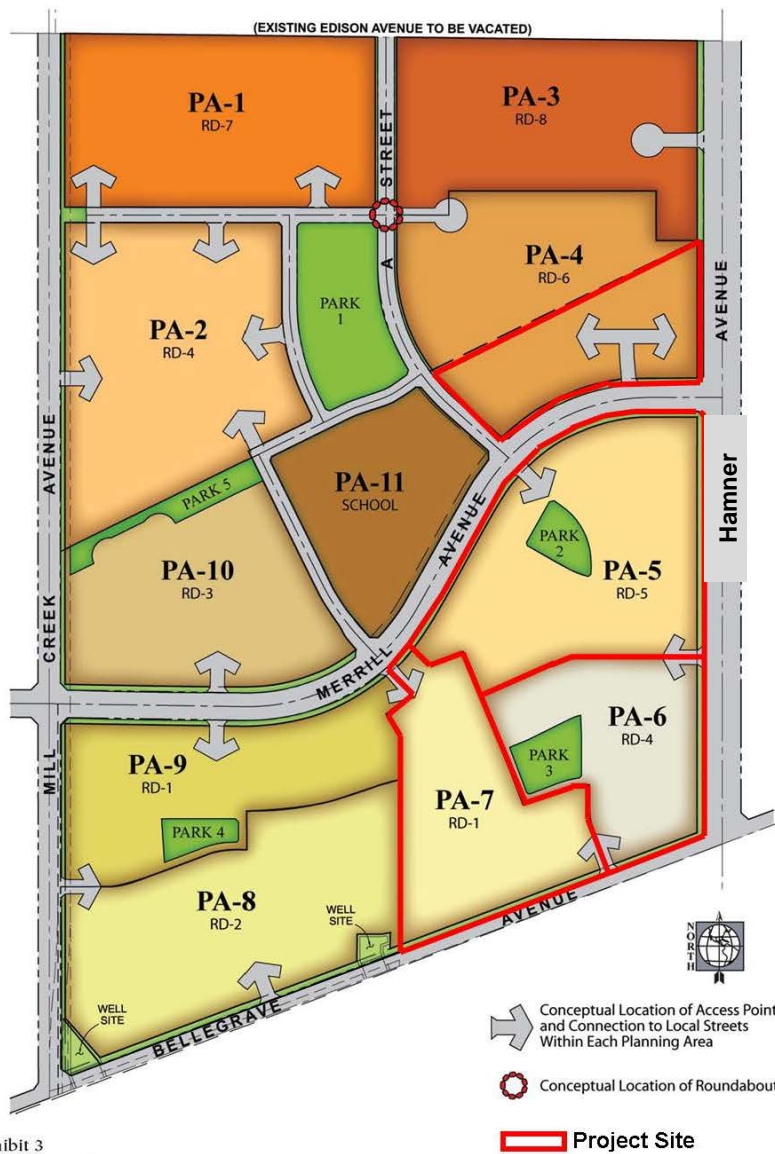 (EXISTING EDISON AVENUE TO BE VACATED)
PA-1
RD-7
PA-3
RD-8
A STREET
PA-4
RD-6
PARK
1
PA-2
RD-4
AVENUE
Hamner
PARK 5
PA-11
SCHOOL
PARK
2
PA-5
RD-5
PA-10
RD-3
MILL CREEK AVENUE
MERRILL AVENUE
PA-6
RD-4
PA-9
RD-1
PARK
3
PA-7
RD-1
PARK 4
PA-8
RD-2
WELL
SITE
WELL
SITE
BELLEGRAVE AVENUE
NORTH
Conceptual Location of Access Point
and Connection to Local Streets
Within Each Planning Area
Conceptual Location of Roundabout
Project Site
hibit 3